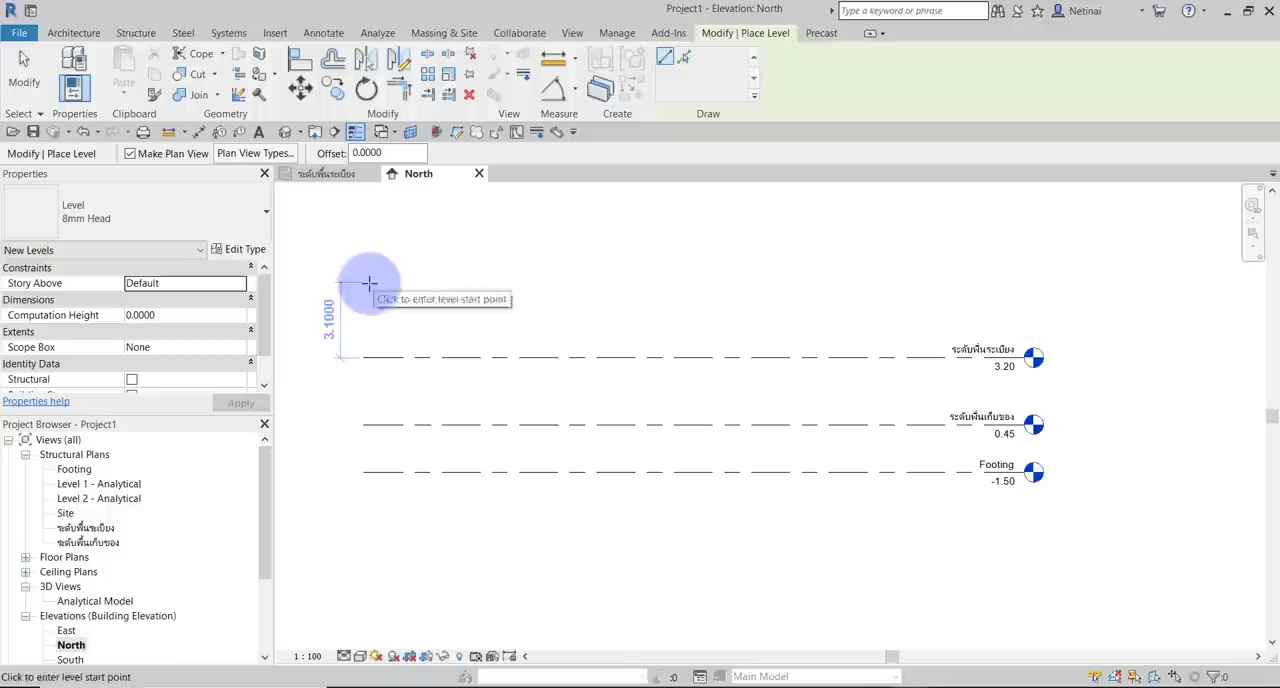 Project1 - Elevation: North
Type a keyword or phrase
Netinai
File
Architecture
Structure
Steel
Systems
Insert
Annotate
Analyze
Massing & Site
Collaborate
View
Manage
Add-Ins
Modify | Place Level
Precast
Modify
Paste
Cope
Cut
Join
Select
Properties
Clipboard
Geometry
Modify
View
Measure
Create
Draw
Modify | Place Level
Make Plan View
Plan View Types...
Offset:
0.0000
Properties
ระดับพื้นระเบียง
North
Level
8mm Head
New Levels
Edit Type
Constraints
Story Above
Default
Dimensions
Computation Height
0.0000
Extents
Scope Box
None
Identity Data
Structural
Properties help
Apply
Project Browser - Project1
Views (all)
Structural Plans
Footing
Level 1 - Analytical
Level 2 - Analytical
Site
ระดับพื้นระเบียง
ระดับพื้นเก็บของ
Floor Plans
Ceiling Plans
3D Views
Analytical Model
Elevations (Building Elevation)
East
North
South
Click to enter level start point
3.1000
ระดับพื้นระเบียง
3.20
ระดับพื้นเก็บของ
0.45
Footing
-1.50
1 : 100
Click to enter level start point
:0
Main Model
:0